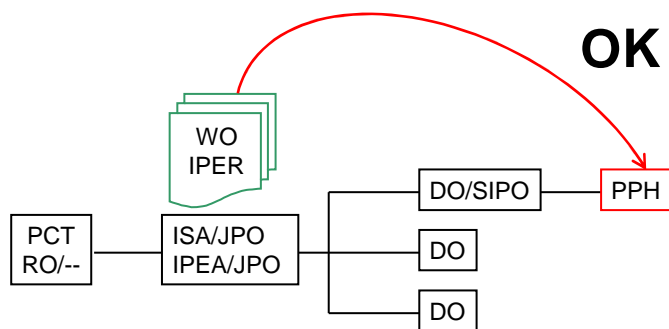 OK
WO
IPER
DO/SIPO
PPH
PCT
RO/--
ISA/JPO
IPEA/JPO
DO
DO